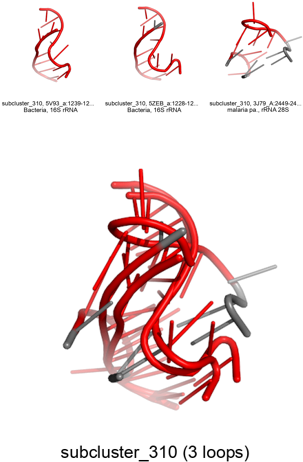 subcluster_310, 5V93_a:1239-12...
Bacteria, 16S rRNA
subcluster_310, 5ZEB_a:1228-12...
Bacteria, 16S rRNA
subcluster_310, 3J79_A:2449-24...
malaria pa., rRNA 28S
subcluster_310 (3 loops)